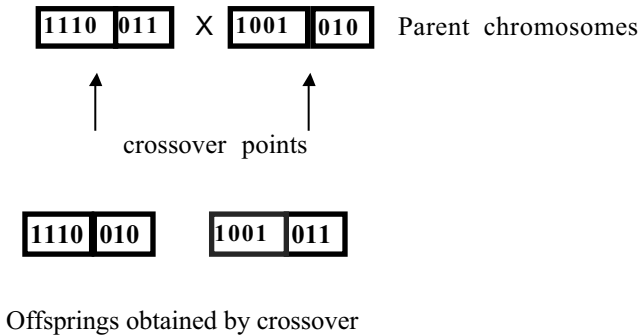 1110 011 X 1001 010 Parent chromosomes
crossover points
1110 010 1001 011
Offsprings obtained by crossover